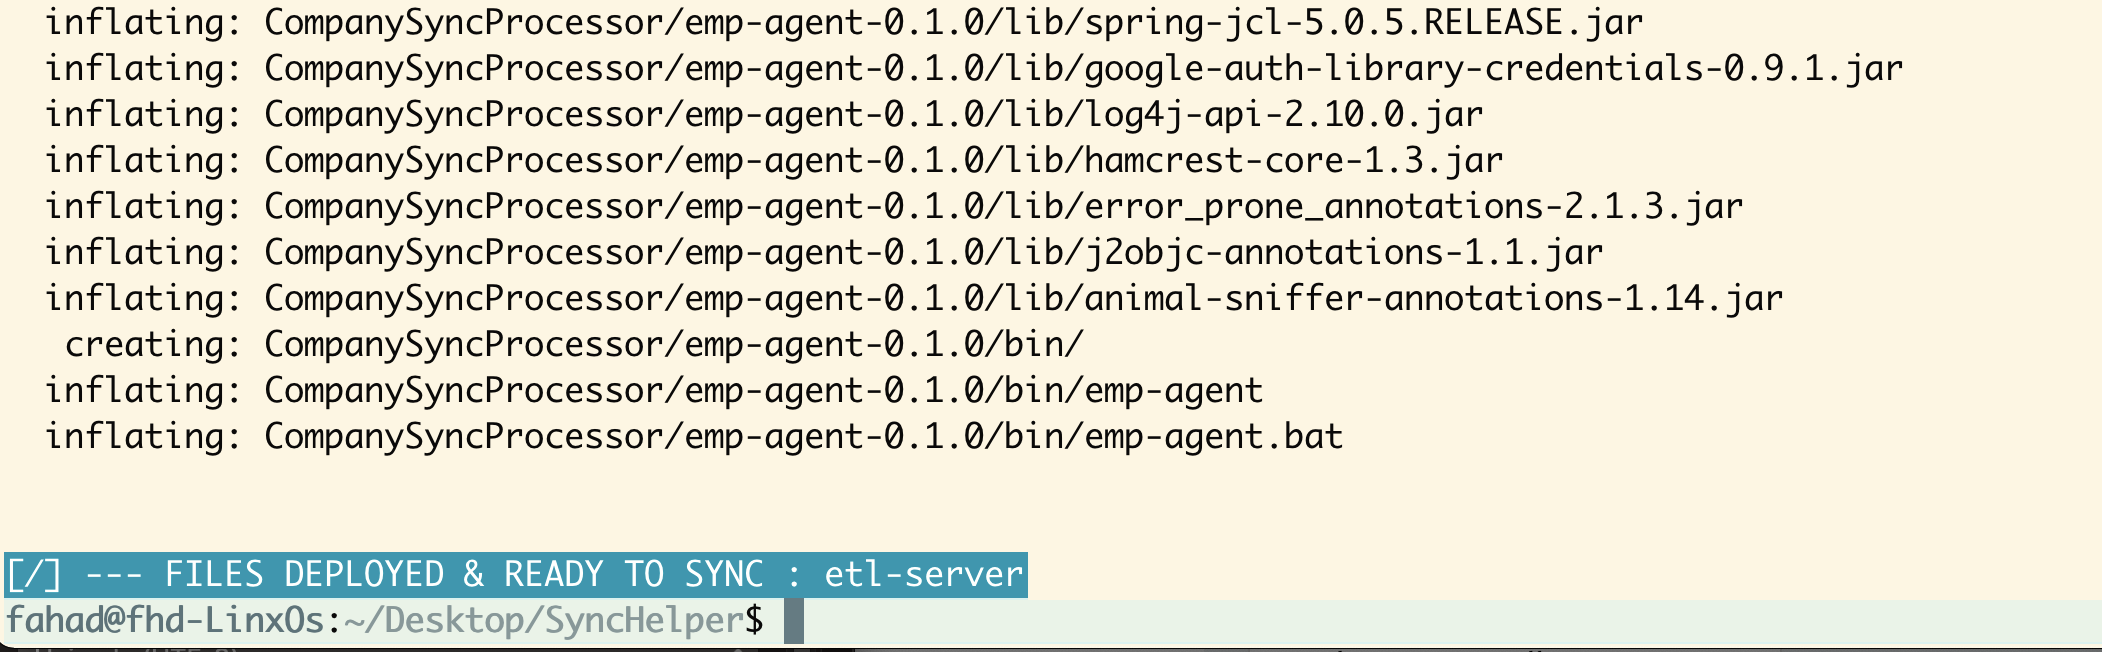 inflating: CompanySyncProcessor/emp-agent-0.1.0/lib/spring-jcl-5.0.5.RELEASE.jar
inflating: CompanySyncProcessor/emp-agent-0.1.0/lib/google-auth-library-credentials-0.9.1.jar
inflating: CompanySyncProcessor/emp-agent-0.1.0/lib/log4j-api-2.10.0.jar
inflating: CompanySyncProcessor/emp-agent-0.1.0/lib/hamcrest-core-1.3.jar
inflating: CompanySyncProcessor/emp-agent-0.1.0/lib/error_prone_annotations-2.1.3.jar
inflating: CompanySyncProcessor/emp-agent-0.1.0/lib/j2objc-annotations-1.1.jar
inflating: CompanySyncProcessor/emp-agent-0.1.0/lib/animal-sniffer-annotations-1.14.jar
creating: CompanySyncProcessor/emp-agent-0.1.0/bin/
inflating: CompanySyncProcessor/emp-agent-0.1.0/bin/emp-agent
inflating: CompanySyncProcessor/emp-agent-0.1.0/bin/emp-agent.bat
[/] --- FILES DEPLOYED & READY TO SYNC : etl-server
fahad@fhd-LinxOs:~/Desktop/SyncHelper$